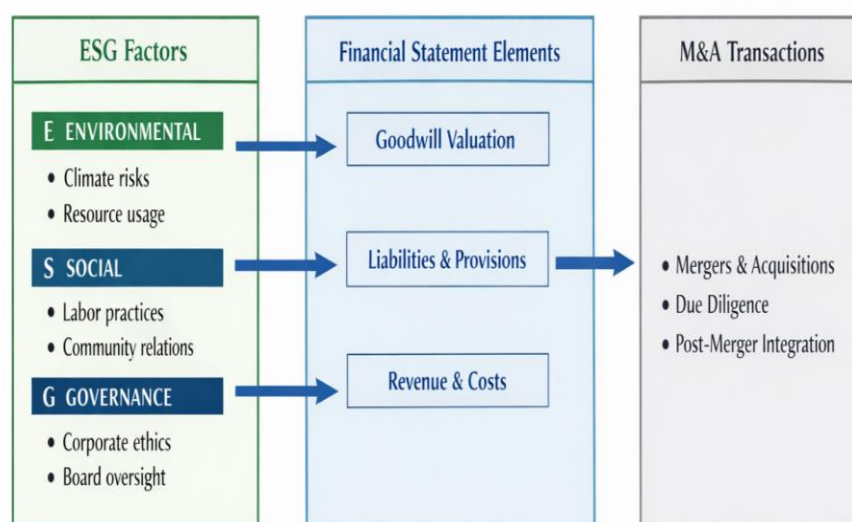 ESG Factors
E ENVIRONMENTAL
• Climate risks
• Resource usage
S SOCIAL
• Labor practices
• Community relations
G GOVERNANCE
• Corporate ethics
• Board oversight
Financial Statement Elements
Goodwill Valuation
Liabilities & Provisions
Revenue & Costs
M&A Transactions
• Mergers & Acquisitions
• Due Diligence
• Post-Merger Integration